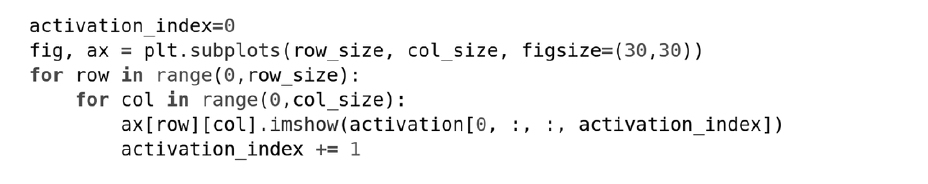 activation_index=0
fig, ax = plt.subplots(row_size, col_size, figsize=(30,30))
for row in range(0,row_size):
    for col in range(0,col_size):
        ax[row][col].imshow(activation[0, :, :, activation_index])
        activation_index += 1